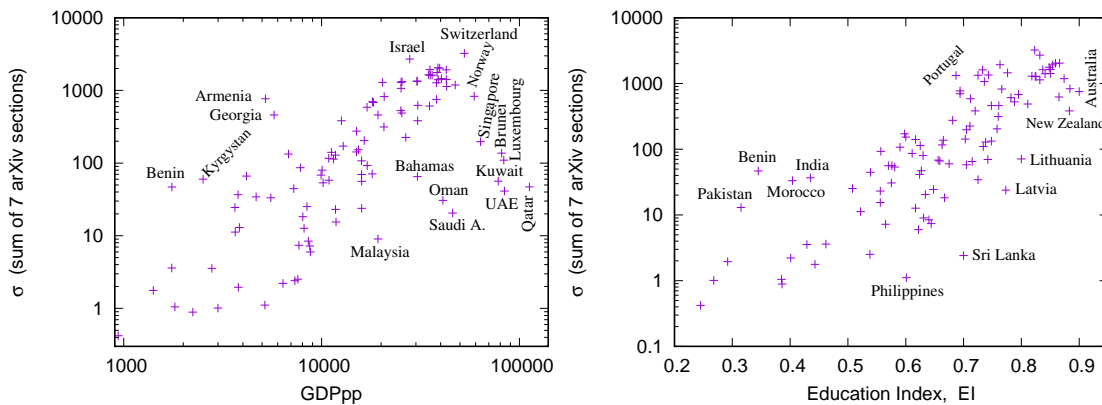 10000
1000
100
10
1
σ (sum of 7 arXiv sections)
1000
10000
100000
GDPpp
Switzerland
Israel
Norway
Armenia
Georgia
Singapore
Brunei
Luxembourg
Kyrgystan
Benin
Bahamas
Kuwait
Oman
UAE
Saudi A.
Qatar
Malaysia
10000
1000
100
10
1
0.1
σ (sum of 7 arXiv sections)
0.2 0.3 0.4 0.5 0.6 0.7 0.8 0.9
Education Index, EI
Portugal
Australia
New Zealand
Lithuania
Benin
India
Pakistan
Morocco
Latvia
Sri Lanka
Philippines